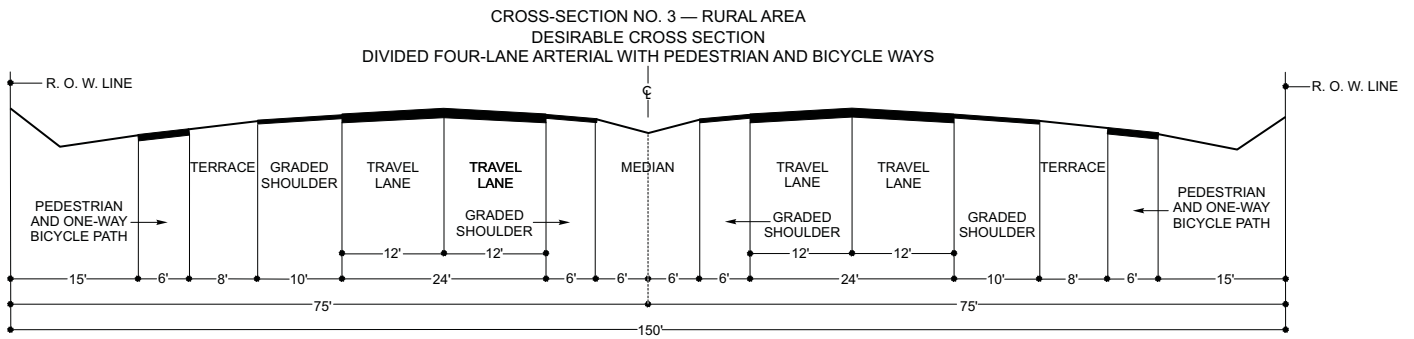 CROSS-SECTION NO. 3 — RURAL AREA
DESIRABLE CROSS SECTION
DIVIDED FOUR-LANE ARTERIAL WITH PEDESTRIAN AND BICYCLE WAYS
R. O. W. LINE
℄
R. O. W. LINE
TERRACE
GRADED
SHOULDER
TRAVEL
LANE
TRAVEL
LANE
MEDIAN
TRAVEL
LANE
TRAVEL
LANE
TERRACE
PEDESTRIAN
AND ONE-WAY
BICYCLE PATH
GRADED
SHOULDER
GRADED
SHOULDER
GRADED
SHOULDER
PEDESTRIAN
AND ONE-WAY
BICYCLE PATH
12' 12' 12' 12'
15' 6' 8' 10' 24' 6' 6' 6' 6' 24' 10' 8' 6' 15'
75' 75'
150'